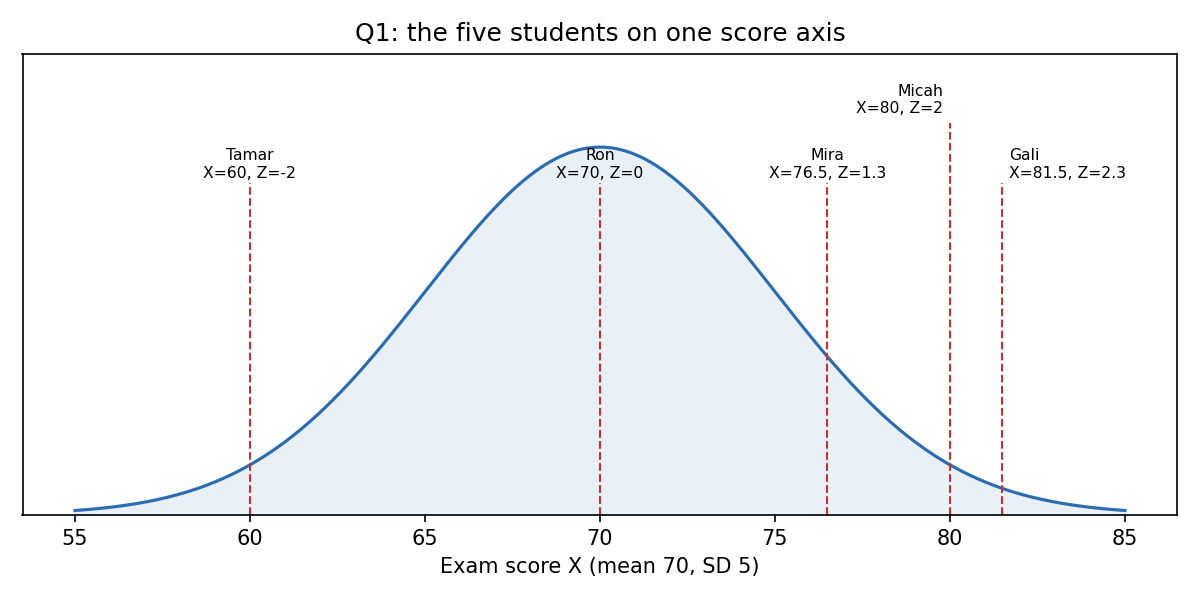 Q1: the five students on one score axis
Micah
X=80, Z=2
Tamar
X=60, Z=-2
Ron
X=70, Z=0
Mira
X=76.5, Z=1.3
Gali
X=81.5, Z=2.3
55 60 65 70 75 80 85
Exam score X (mean 70, SD 5)